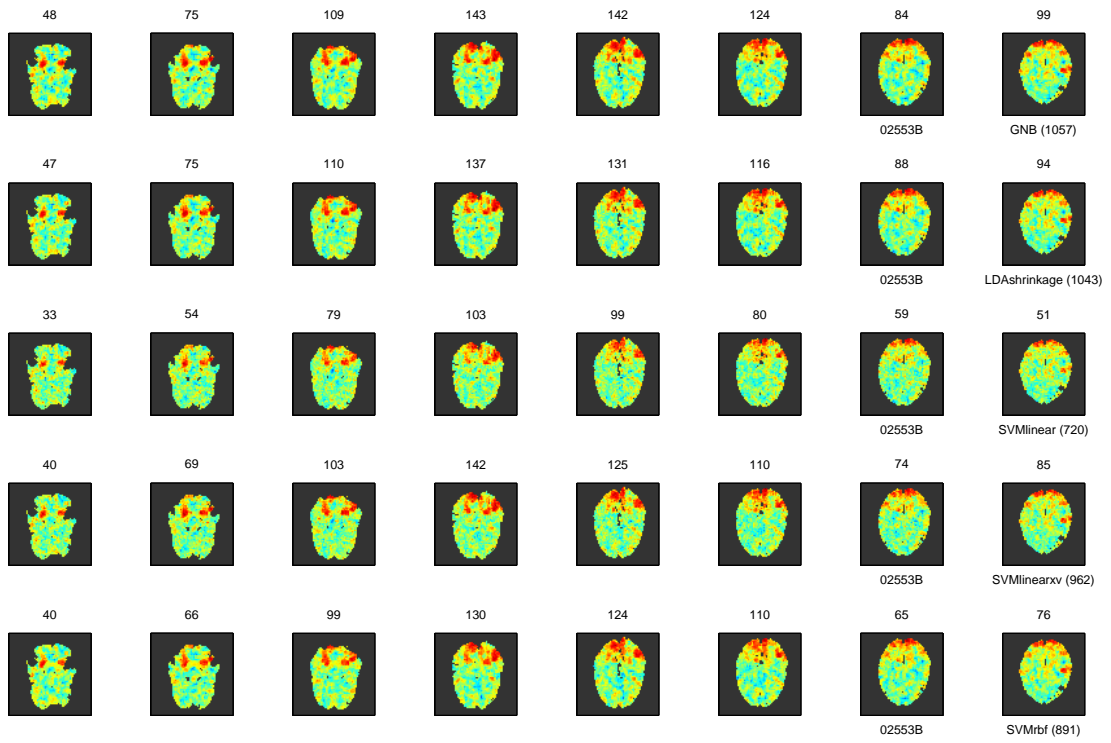 48 75 109 143 142 124 84 99
02553B GNB (1057)
47 75 110 137 131 116 88 94
02553B LDAshrinkage (1043)
33 54 79 103 99 80 59 51
02553B SVMlinear (720)
40 69 103 142 125 110 74 85
02553B SVMlinearxv (962)
40 66 99 130 124 110 65 76
02553B SVMrbf (891)